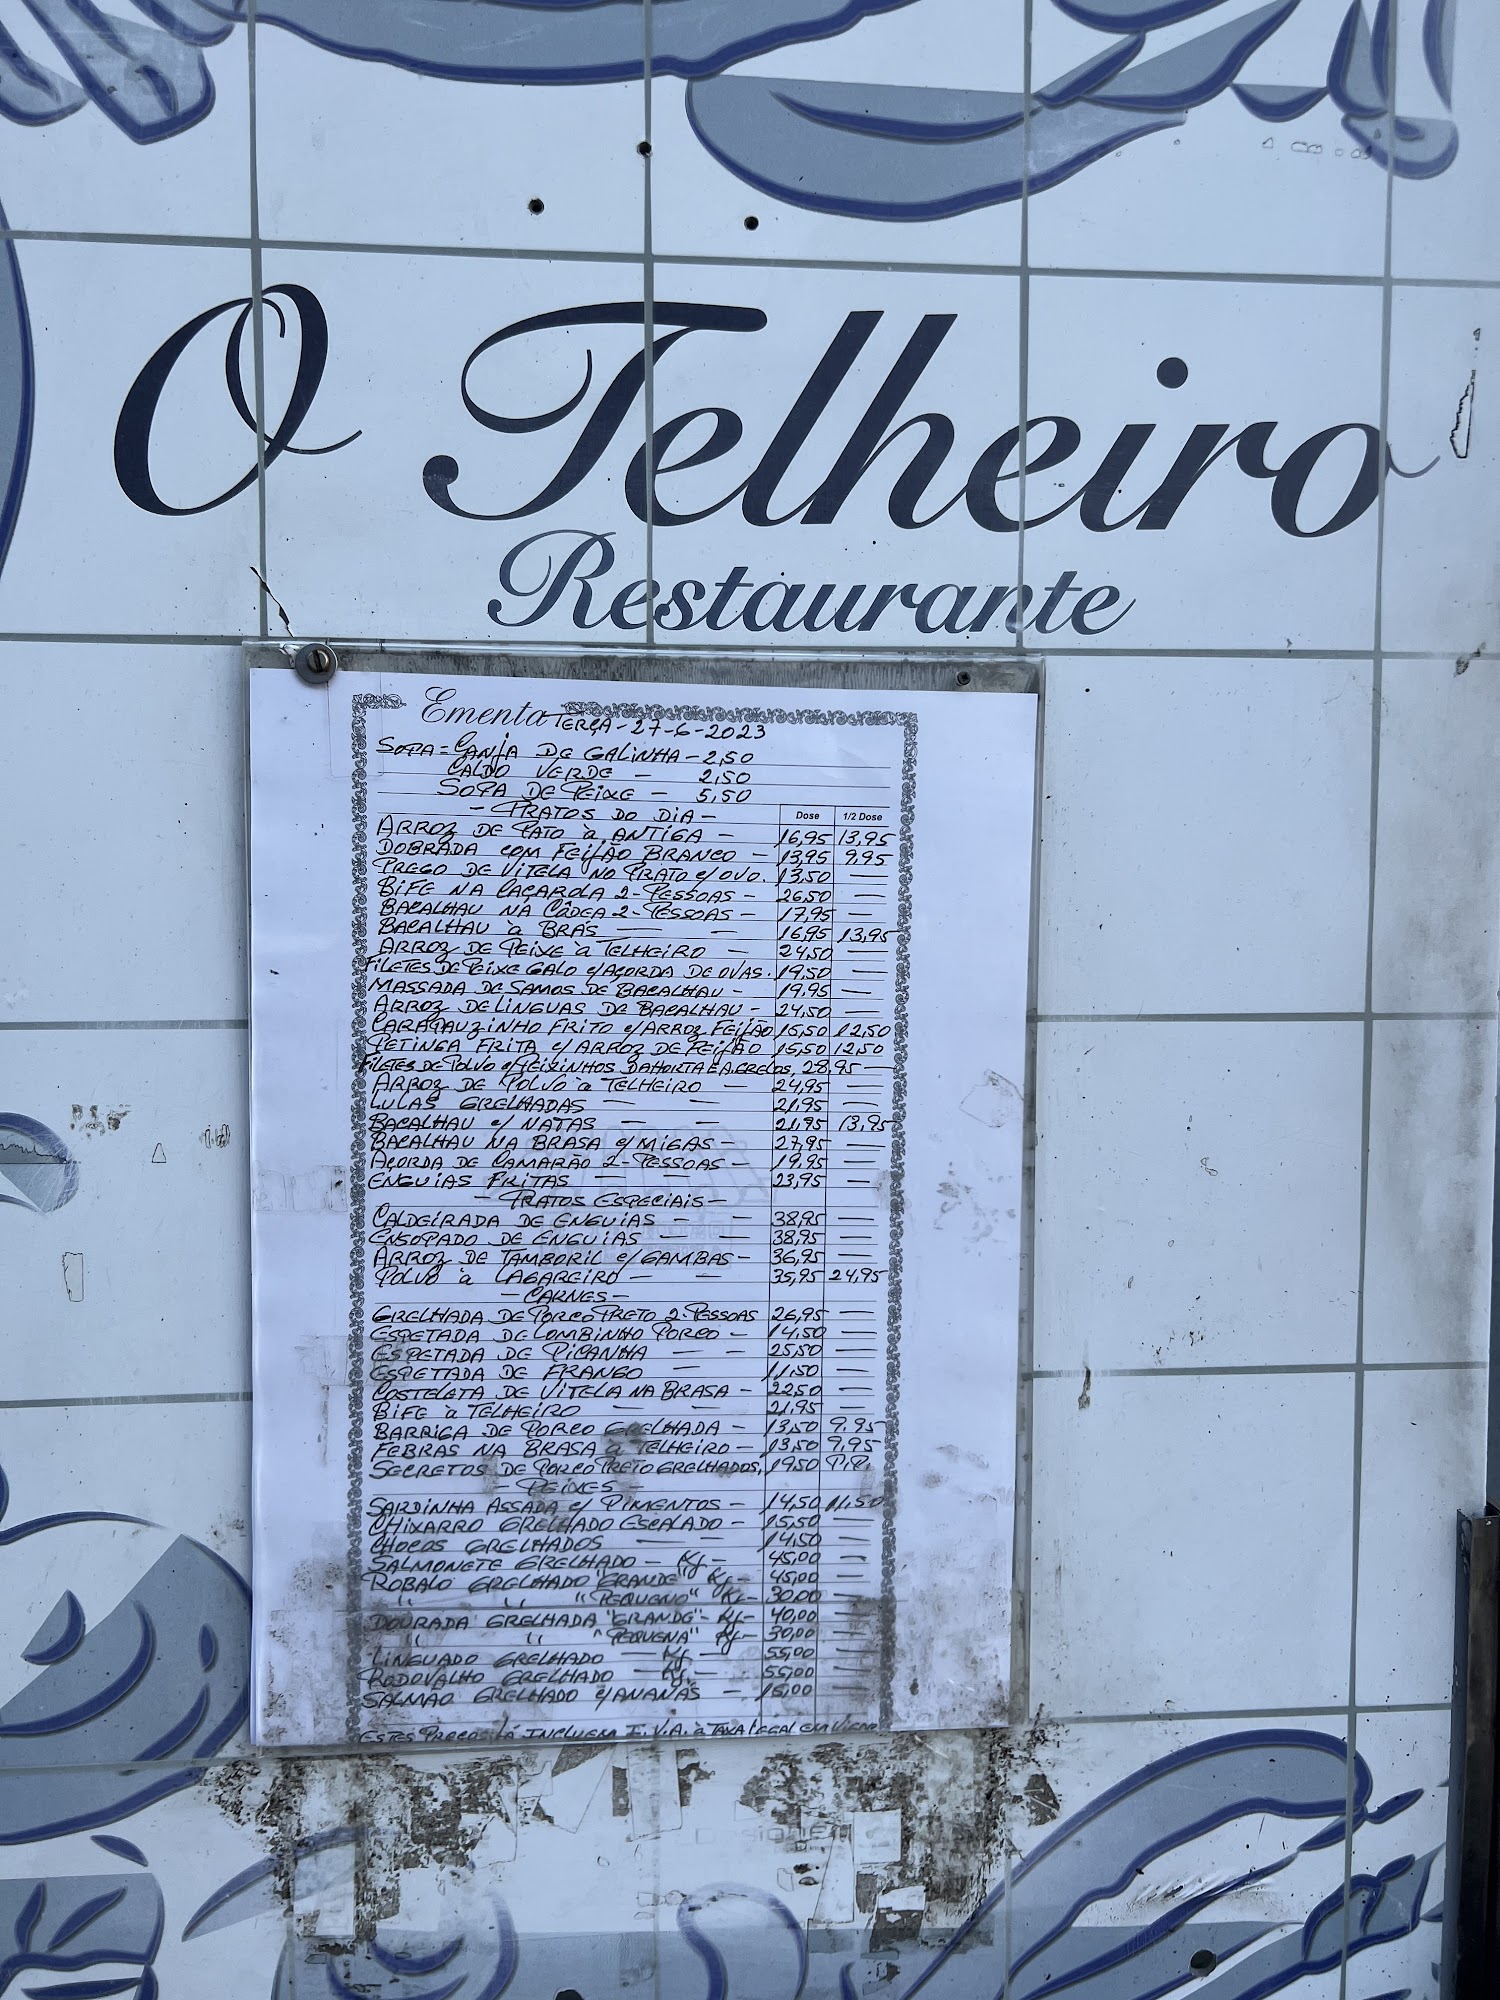 O Telheiro
Restaurante
Ementa TERÇA-27-6-2023
SOPA = CANJA DE GALINHA - 2,50
CALDO VERDE - 2,50
SOPA DE PEIXE - 5,50
- PRATOS DO DIA - Dose 1/2 Dose
ARROZ DE PATO à ANTIGA - 16,95 13,95
DOBRADA COM FEIJÃO BRANCO - 13,95 9,95
PREGO DE VITELA NO PRATO c/ OVO. 13,50 —
BIFE NA CAÇAROLA 2-PESSOAS - 26,50 —
BACALHAU NA CÔDEA 2-PESSOAS - 17,95 —
BACALHAU à BRÁS — — 16,95 13,95
ARROZ DE PEIXE à TELHEIRO - 24,50 —
FILETES DE PEIXE GALO c/AÇORDA DE OVAS. 19,50 —
MASSADA DE SAMOS DE BACALHAU - 19,95 —
ARROZ DE LINGUAS DE BACALHAU - 24,50 —
CARAPAUZINHO FRITO c/ARROZ FEIJÃO 15,50 12,50
PETINGA FRITA c/ ARROZ DE FEIJÃO 15,50 12,50
FILETES DE POLVO c/PEIXINHOS DA HORTA E A.GRELOS, 28,95 —
ARROZ DE POLVO à TELHEIRO — 24,95 —
LULAS GRELHADAS — — 21,95 —
BACALHAU c/ NATAS — — 21,95 13,95
BACALHAU NA BRASA c/MIGAS - 27,95 —
AÇORDA DE CAMARÃO 2-PESSOAS - 19,95 —
ENGUIAS FRITAS — — 23,95 —
- PRATOS ESPECIAIS -
CALDEIRADA DE ENGUIAS — — 38,95 —
ENSOPADO DE ENGUIAS — — 38,95 —
ARROZ DE TAMBORIL c/GAMBAS - 36,95 —
POLVO à LAGAREIRO — — 35,95 24,95
- CARNES -
GRELHADA DE PORCO PRETO 2-PESSOAS 26,95 —
ESPETADA DE LOMBINHO PORCO - 14,50 —
ESPETADA DE PICANHA — — 25,50 —
ESPETADA DE FRANGO — 11,50 —
COSTELETA DE VITELA NA BRASA - 22,50 —
BIFE à TELHEIRO — — 21,95 —
BARRIGA DE PORCO GRELHADA - 13,50 9,95
FEBRAS NA BRASA à TELHEIRO - 13,50 9,95
SECRETOS DE PORCO PRETO GRELHADOS, 19,50 P.P.
- PEIXES -
SARDINHA ASSADA c/ PIMENTOS - 14,50 11,50
CHIXARRO GRELHADO ESCALADO - 15,50 —
CHOCOS GRELHADOS — — 14,50 —
SALMONETE GRELHADO - Kg - 45,00 —
ROBALO GRELHADO "GRANDE" Kg - 45,00 —
" " "PEQUENO" Kg - 30,00 —
DOURADA GRELHADA "GRANDE" - Kg - 40,00 —
" " "PEQUENA" Kg - 30,00 —
LINGUADO GRELHADO — Kg — 55,00 —
RODOVALHO GRELHADO — Kg — 55,00 —
SALMÃO GRELHADO c/ANANÁS - 15,00 —
ESTES PREÇOS JÁ INCLUEM I.V.A. à TAXA LEGAL EM VIGOR